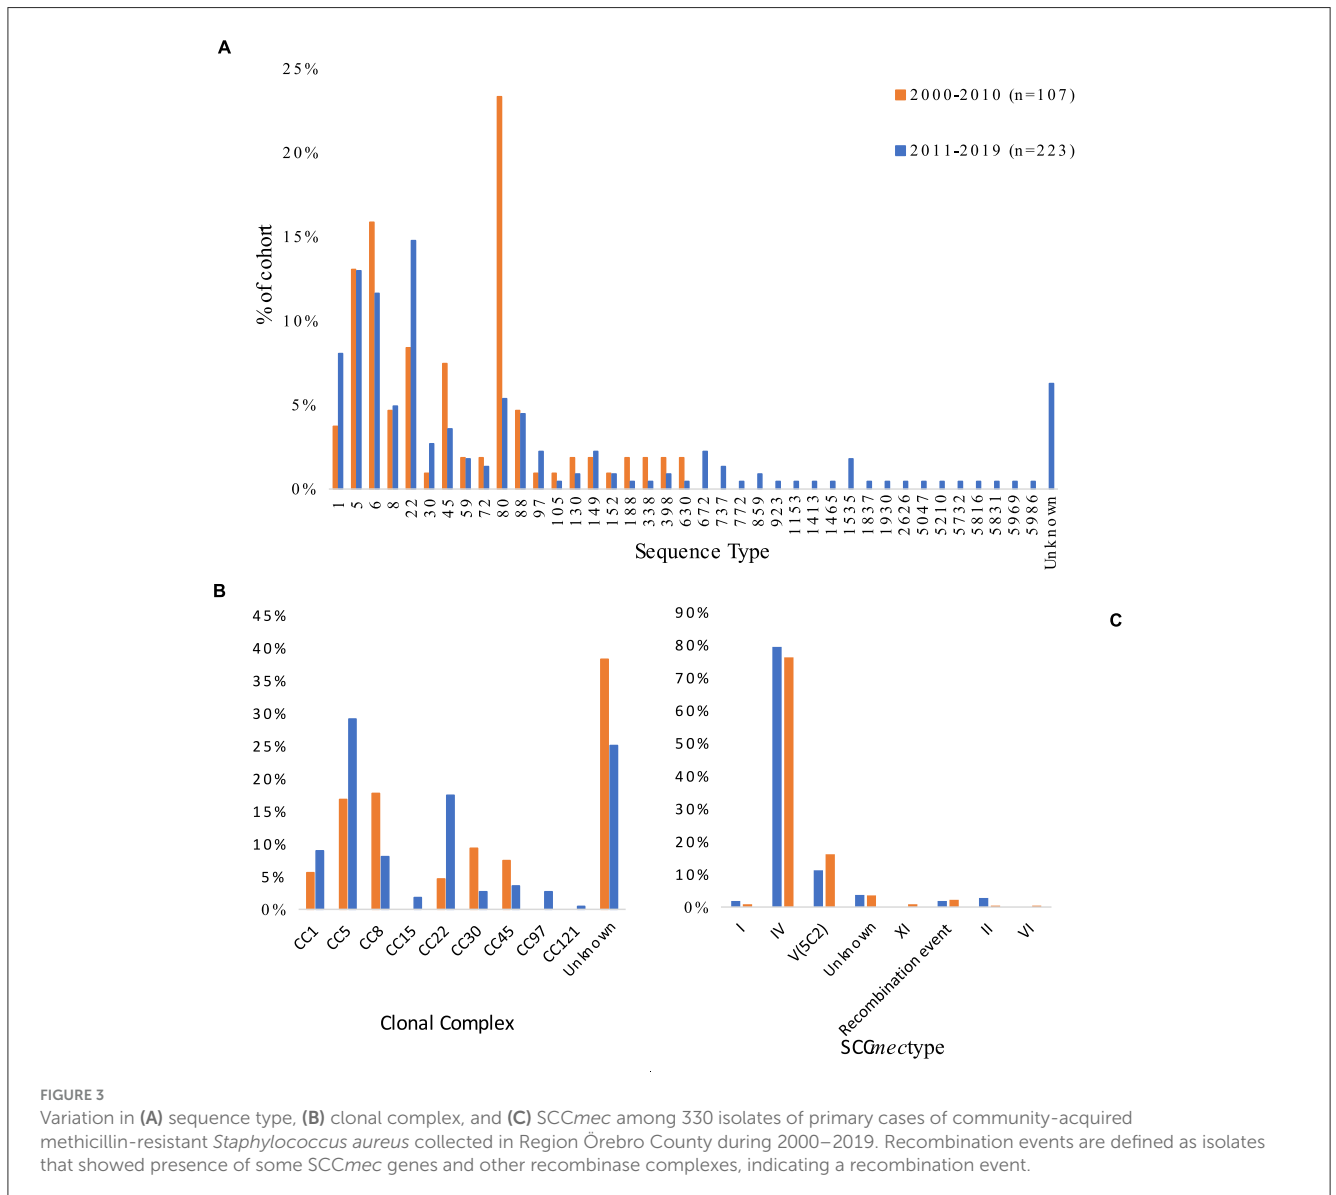 A
25%
20%
15%
10%
5%
0%
% of cohort
2000-2010 (n=107)
2011-2019 (n=223)
1 5 6 8 22 30 45 59 72 80 88 97 105 130 149 152 188 338 398 630 672 737 772 859 923 1153 1413 1465 1535 1837 1930 2626 5047 5210 5732 5816 5831 5969 5986 Unknown
Sequence Type
B
45%
40%
35%
30%
25%
20%
15%
10%
5%
0%
CC1 CC5 CC8 CC15 CC22 CC30 CC45 CC97 CC121 Unknown
Clonal Complex
C
90%
80%
70%
60%
50%
40%
30%
20%
10%
0%
I IV V(5C2) Unknown XI Recombination event II VI
SCCmectype
FIGURE 3
Variation in (A) sequence type, (B) clonal complex, and (C) SCCmec among 330 isolates of primary cases of community-acquired
methicillin-resistant Staphylococcus aureus collected in Region Örebro County during 2000–2019. Recombination events are defined as isolates
that showed presence of some SCCmec genes and other recombinase complexes, indicating a recombination event.